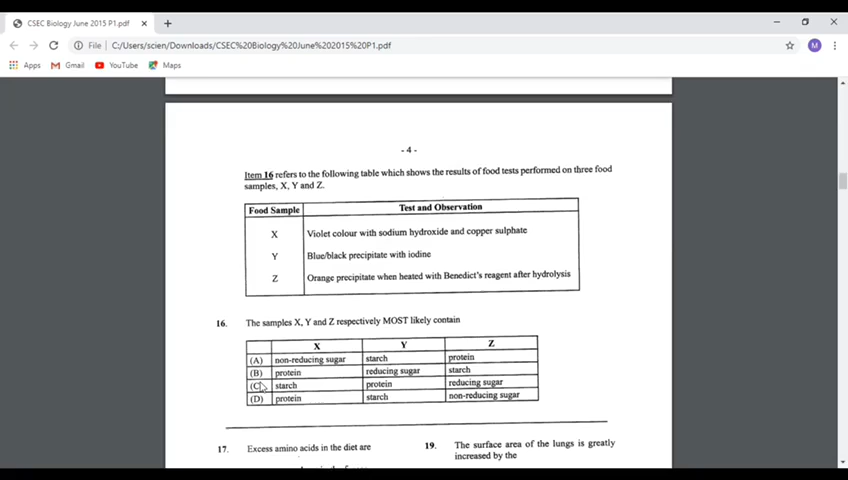 CSEC Biology June 2015 P1.pdf
File
C:/Users/scien/Downloads/CSEC%20Biology%20June%202015%20P1.pdf
M
Apps Gmail YouTube Maps
- 4 -
Item 16 refers to the following table which shows the results of food tests performed on three food
samples, X, Y and Z.
Food Sample Test and Observation
X Violet colour with sodium hydroxide and copper sulphate
Y Blue/black precipitate with iodine
Z Orange precipitate when heated with Benedict's reagent after hydrolysis
16. The samples X, Y and Z respectively MOST likely contain
X Y Z
(A) non-reducing sugar starch protein
(B) protein reducing sugar starch
(C) starch protein reducing sugar
(D) protein starch non-reducing sugar
17. Excess amino acids in the diet are
19. The surface area of the lungs is greatly
increased by the